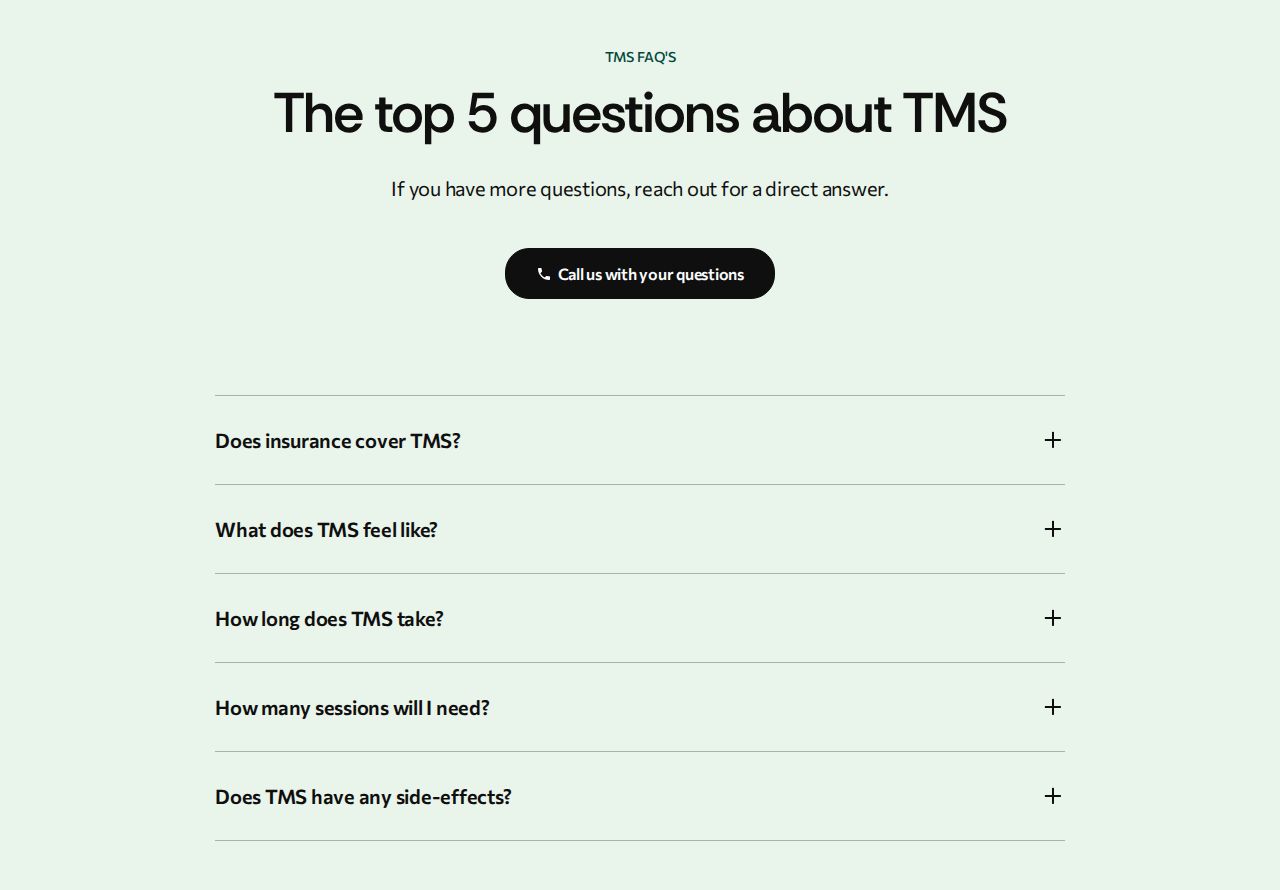 TMS FAQ'S
The top 5 questions about TMS
If you have more questions, reach out for a direct answer.
Call us with your questions
Does insurance cover TMS?
What does TMS feel like?
How long does TMS take?
How many sessions will I need?
Does TMS have any side-effects?